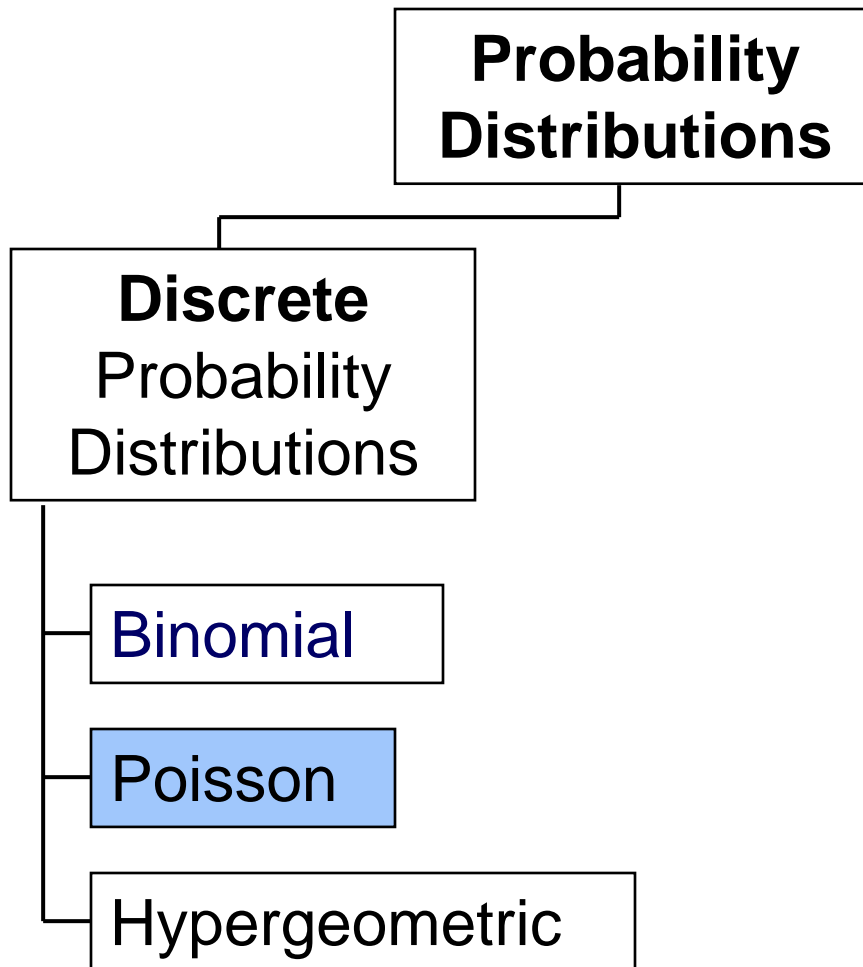 Probability
Distributions
Discrete
Probability
Distributions
Binomial
Poisson
Hypergeometric